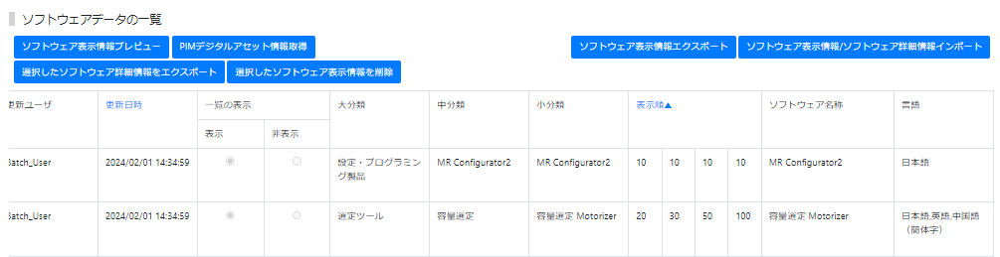 ソフトウェアデータの一覧
ソフトウェア表示情報プレビュー PIMデジタルアセット情報取得 ソフトウェア表示情報エクスポート ソフトウェア表示情報/ソフトウェア詳細情報インポート
選択したソフトウェア詳細情報をエクスポート 選択したソフトウェア表示情報を削除
更新ユーザ 更新日時 一覧の表示 大分類 中分類 小分類 表示順▲ ソフトウェア名称 言語
表示 非表示
Batch_User 2024/02/01 14:34:59 設定・プログラミン MR Configurator2 MR Configurator2 10 10 10 10 MR Configurator2 日本語
グ製品
Batch_User 2024/02/01 14:34:59 選定ツール 容量選定 容量選定 Motorizer 20 30 50 100 容量選定 Motorizer 日本語,英語,中国語
（簡体字）